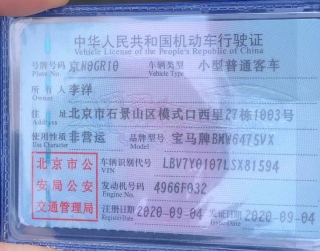 中华人民共和国机动车行驶证
Vehicle License of the People's Republic of China
号牌号码 京N0GR10 车辆类型 小型普通客车
Plate No. Vehicle Type
所有人 李洋
Owner
住址 北京市石景山区模式口西里27栋1003号
Address
使用性质 非营运 品牌型号 宝马牌BMW6475VX
Use Character Model
北京市公 车辆识别代号 LBV7Y0107LSX81594
VIN
安局公安 发动机号码 4966F032
Engine No.
交通管理局 注册日期 2020-09-04 发证日期 2020-09-04
Register Date Issue Date